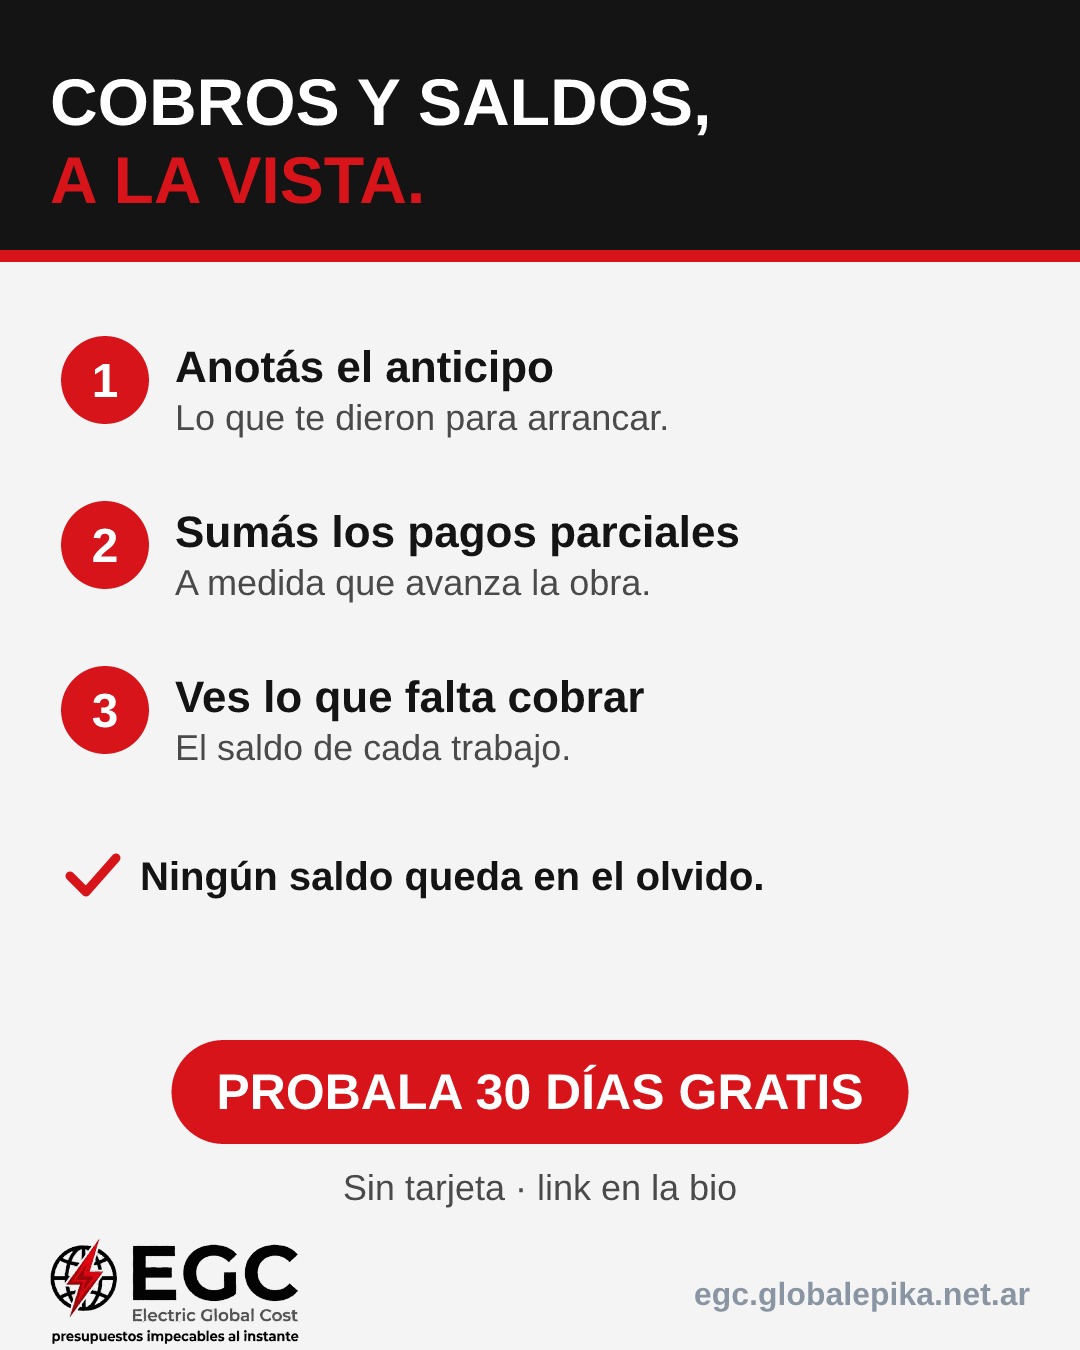 COBROS Y SALDOS,
A LA VISTA.
1
Anotás el anticipo
Lo que te dieron para arrancar.
2
Sumás los pagos parciales
A medida que avanza la obra.
3
Ves lo que falta cobrar
El saldo de cada trabajo.
Ningún saldo queda en el olvido.
PROBALA 30 DÍAS GRATIS
Sin tarjeta · link en la bio
EGC
Electric Global Cost
presupuestos impecables al instante
egc.globalepika.net.ar